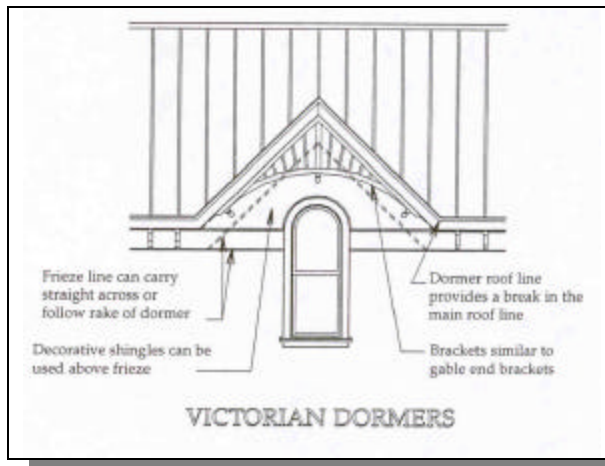 Frieze line can carry
straight across or
follow rake of dormer
Decorative shingles can be
used above frieze
Dormer roof line
provides a break in the
main roof line
Brackets similar to
gable end brackets
VICTORIAN DORMERS